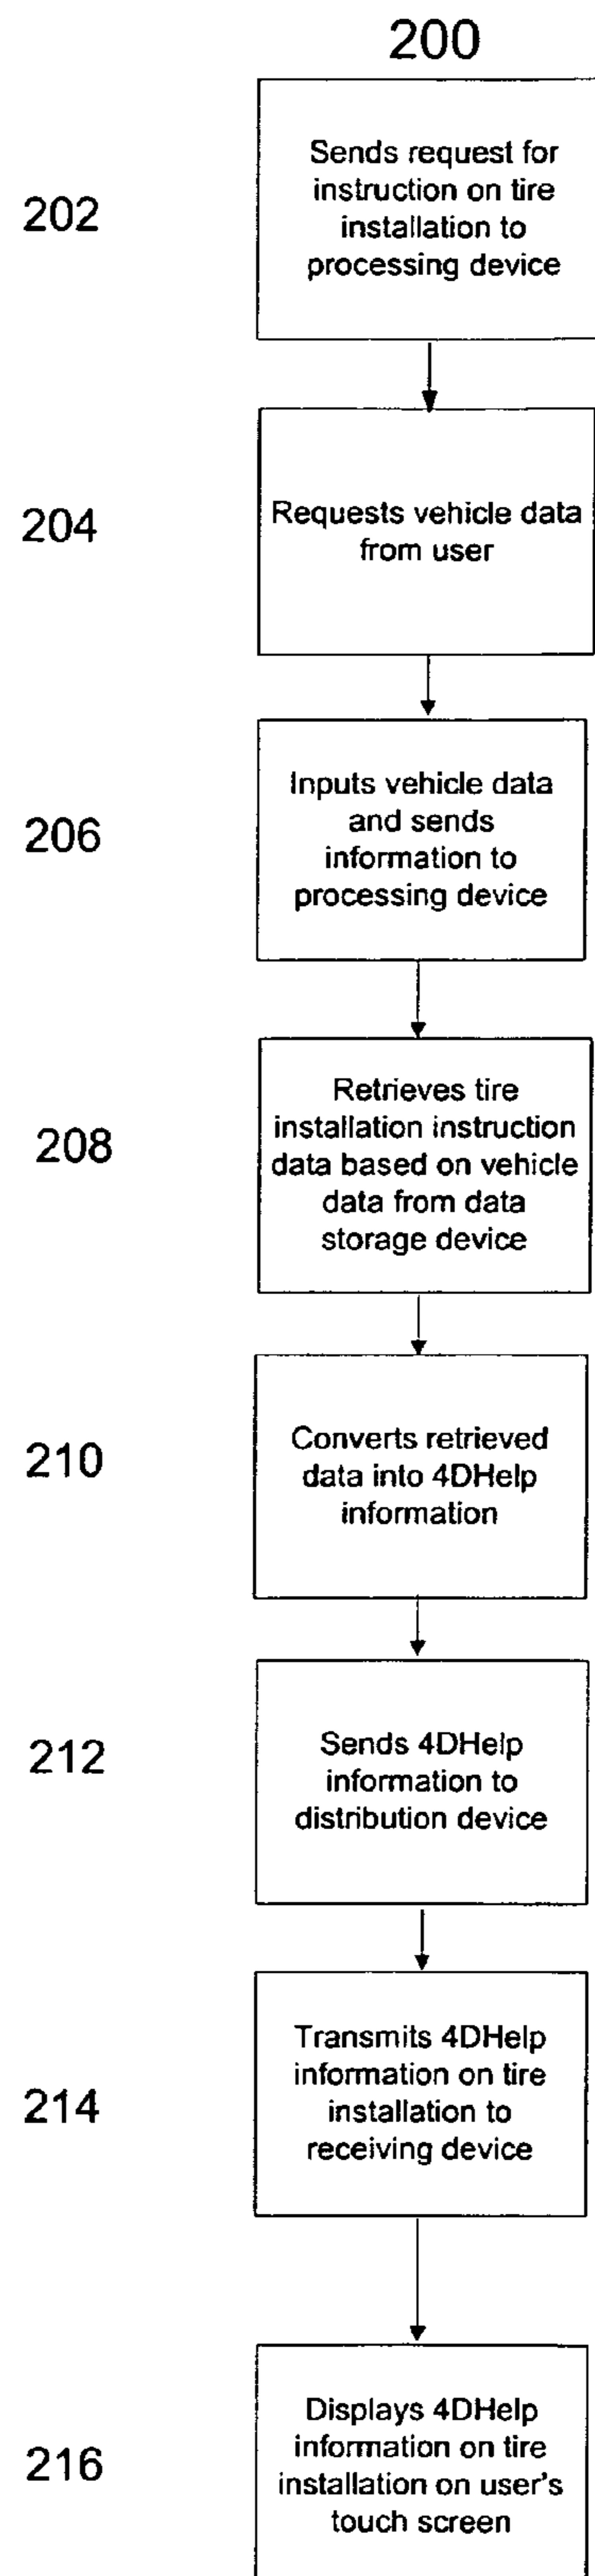 200
202
Sends request for
instruction on tire
installation to
processing device
204
Requests vehicle data
from user
206
Inputs vehicle data
and sends
information to
processing device
208
Retrieves tire
installation instruction
data based on vehicle
data from data
storage device
210
Converts retrieved
data into 4DHelp
information
212
Sends 4DHelp
information to
distribution device
214
Transmits 4DHelp
information on tire
installation to
receiving device
216
Displays 4DHelp
information on tire
installation on user's
touch screen